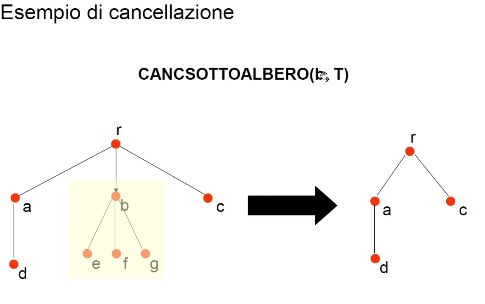 Esempio di cancellazione
CANCSOTTOALBERO(b, T)
r
a
b
c
d
e
f
g
r
a
c
d